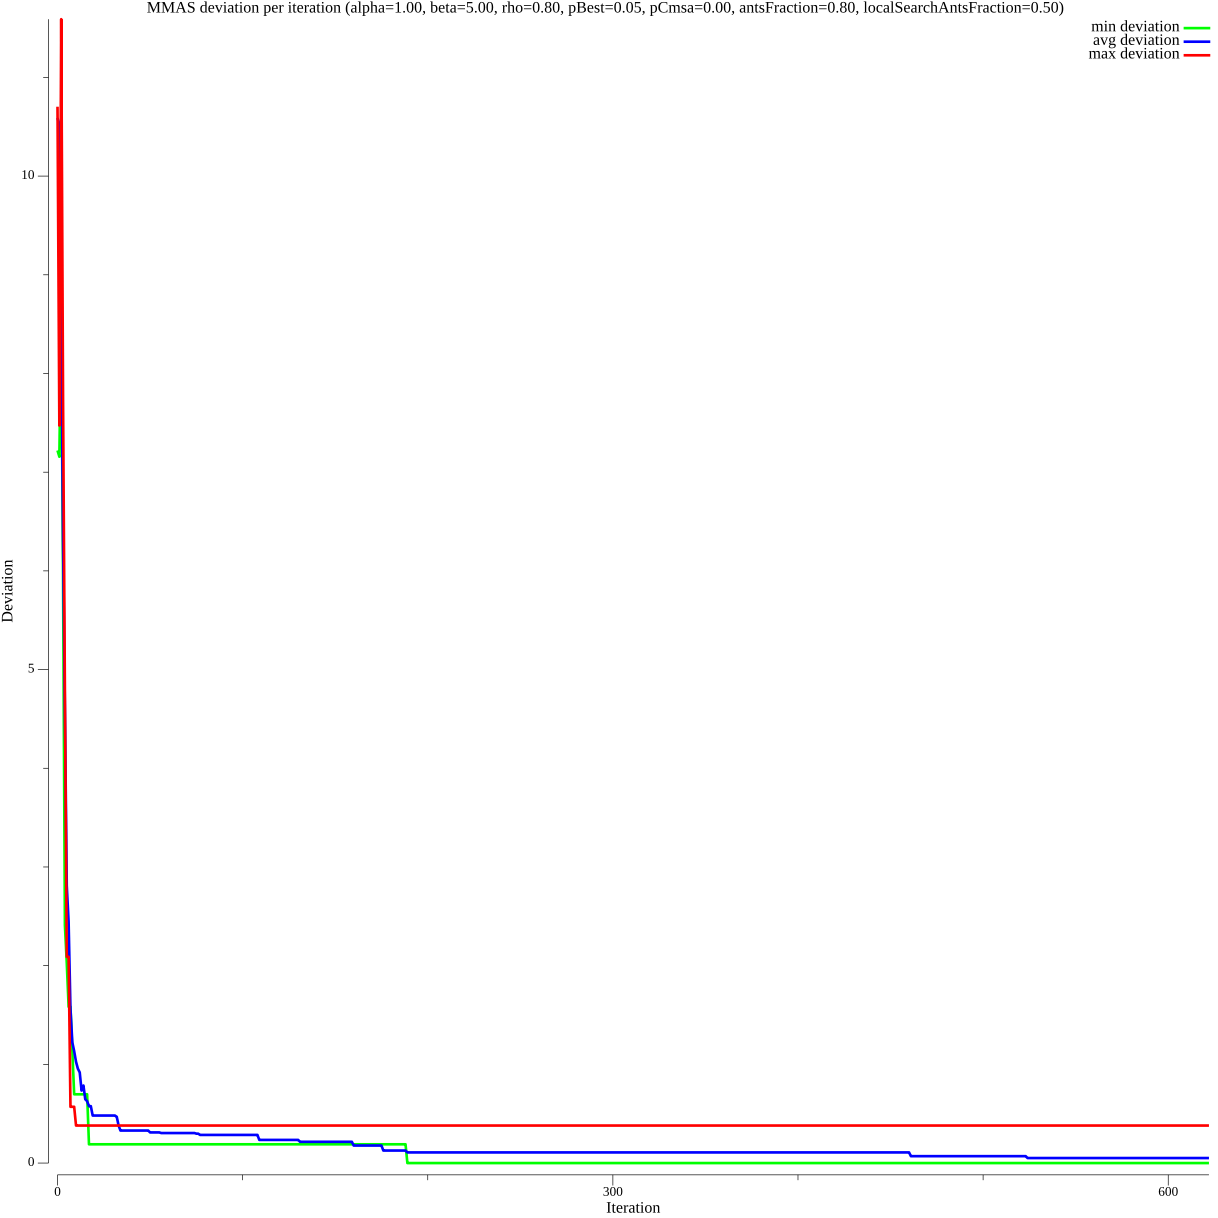 MMAS deviation per iteration (alpha=1.00, beta=5.00, rho=0.80, pBest=0.05, pCmsa=0.00, antsFraction=0.80, localSearchAntsFraction=0.50)
min deviation
avg deviation
max deviation
10
5
0
Deviation
0
300
600
Iteration